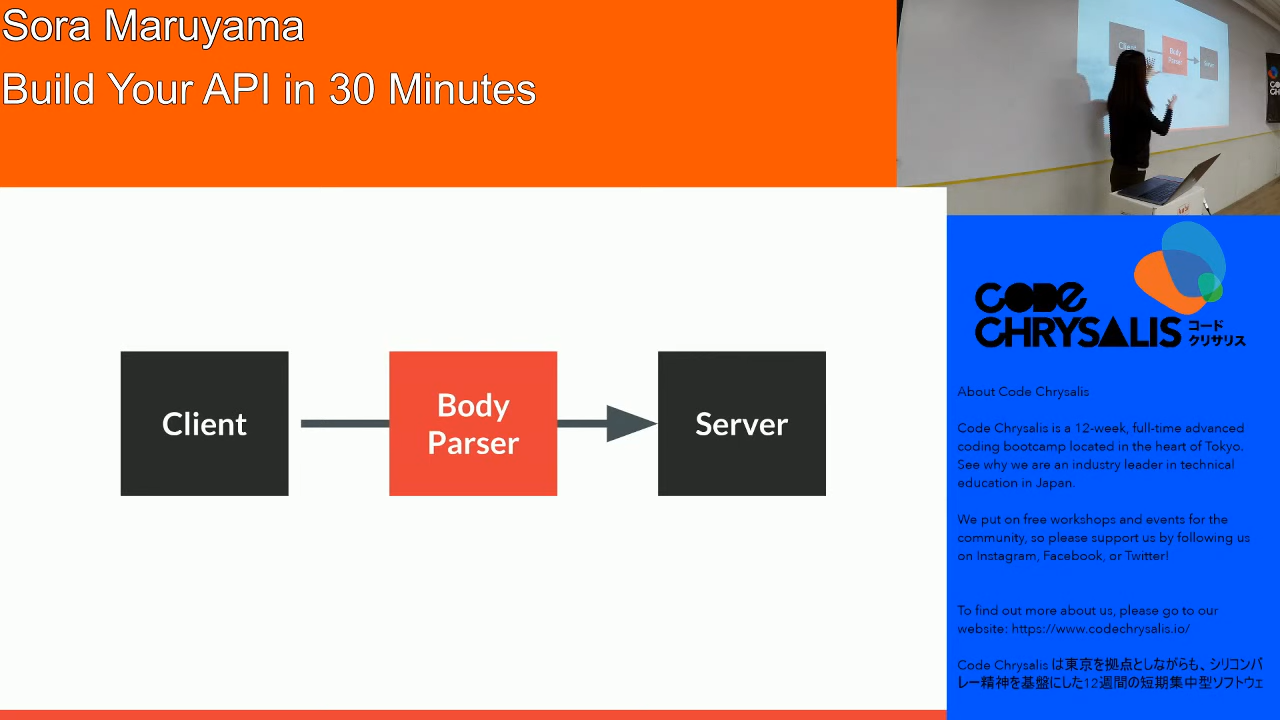 Sora Maruyama
Build Your API in 30 Minutes
Client
Body
Parser
Server
Client
Body
Parser
Server
CODE
CHRYSALIS
コード
クリサリス
About Code Chrysalis
Code Chrysalis is a 12-week, full-time advanced
coding bootcamp located in the heart of Tokyo.
See why we are an industry leader in technical
education in Japan.
We put on free workshops and events for the
community, so please support us by following us
on Instagram, Facebook, or Twitter!
To find out more about us, please go to our
website: https://www.codechrysalis.io/
Code Chrysalis は東京を拠点としながらも、シリコンバ
レー精神を基盤にした12週間の短期集中型ソフトウェ